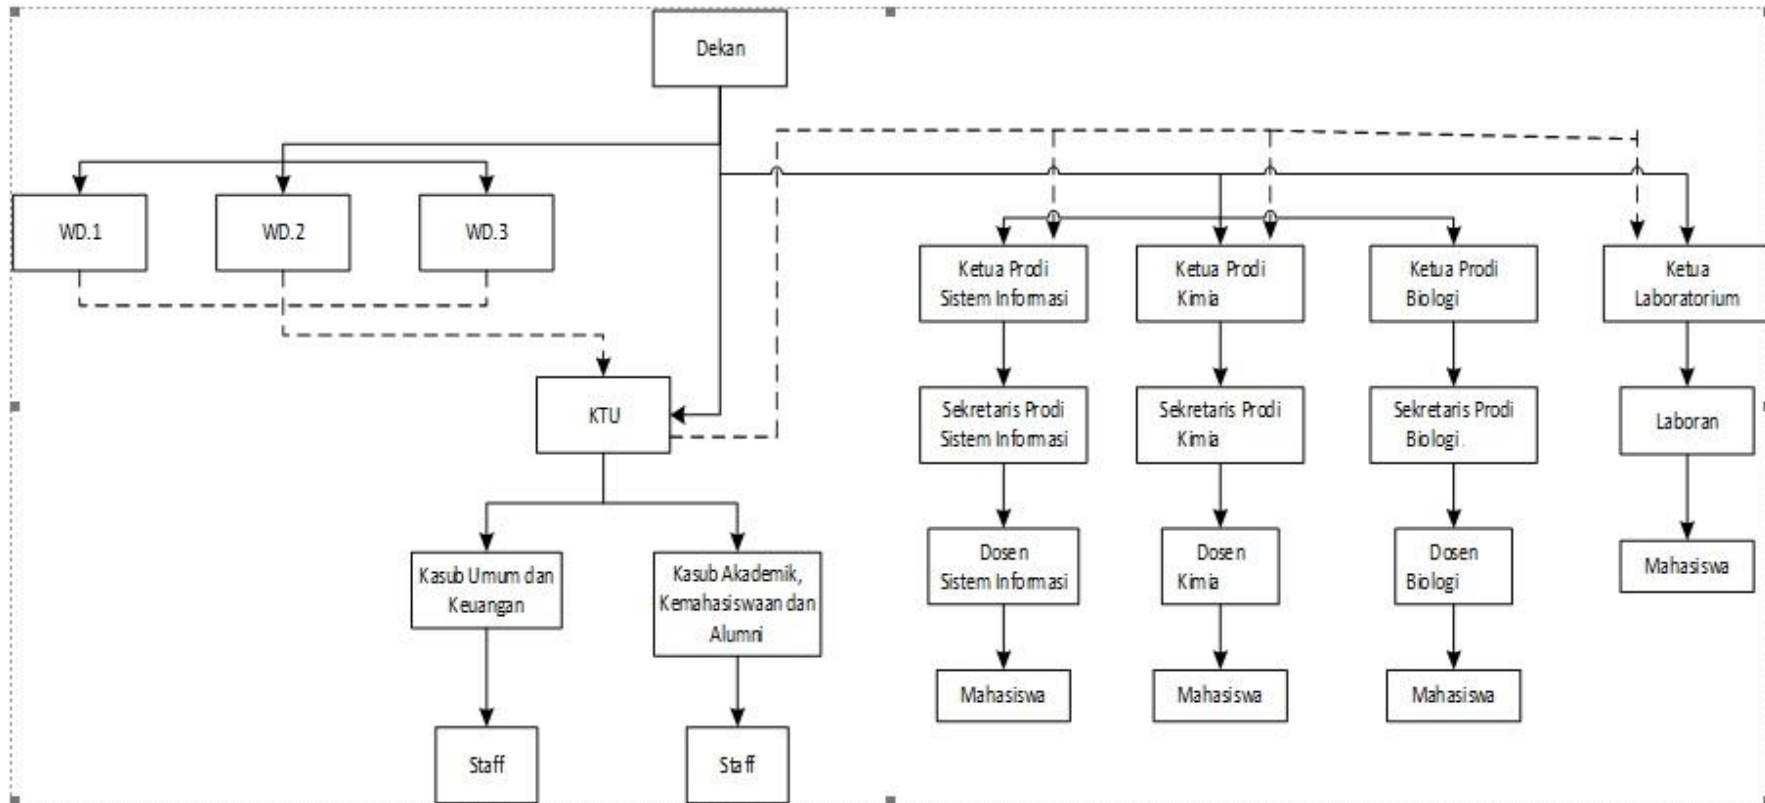 Dekan
WD.1
WD.2
WD.3
Ketua Prodi
Sistem Informasi
Ketua Prodi
Kimia
Ketua Prodi
Biologi
Ketua
Laboratorium
KTU
Sekretaris Prodi
Sistem Informasi
Sekretaris Prodi
Kimia
Sekretaris Prodi
Biologi.
Laboran
Kasub Umum dan
Keuangan
Kasub Akademik,
Kemahasiswaan dan
Alumni
Dosen
Sistem Informasi
Dosen
Kimia
Dosen
Biologi
Mahasiswa
Mahasiswa
Mahasiswa
Mahasiswa
Staff
Staff